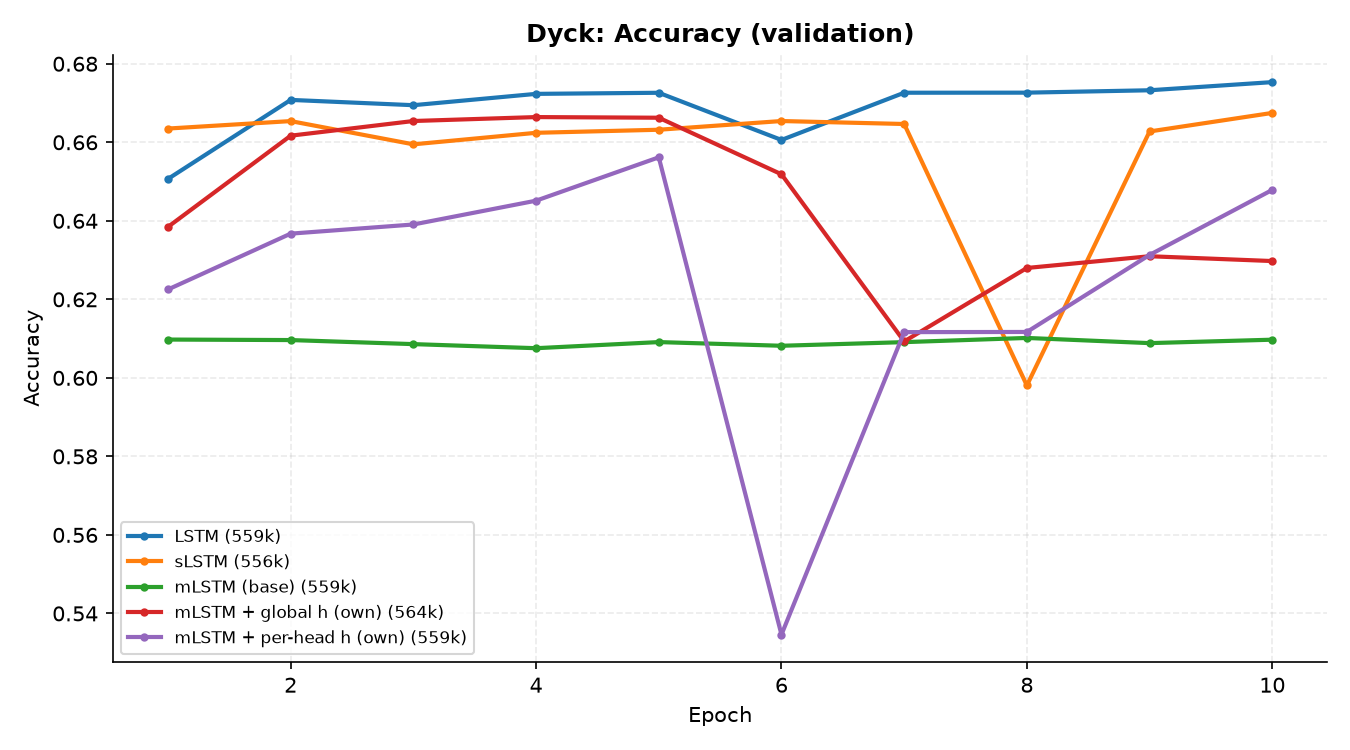 Dyck: Accuracy (validation)
0.68
0.66
0.64
0.62
0.60
0.58
0.56
0.54
Accuracy
LSTM (559k)
sLSTM (556k)
mLSTM (base) (559k)
mLSTM + global h (own) (564k)
mLSTM + per-head h (own) (559k)
2 4 6 8 10
Epoch